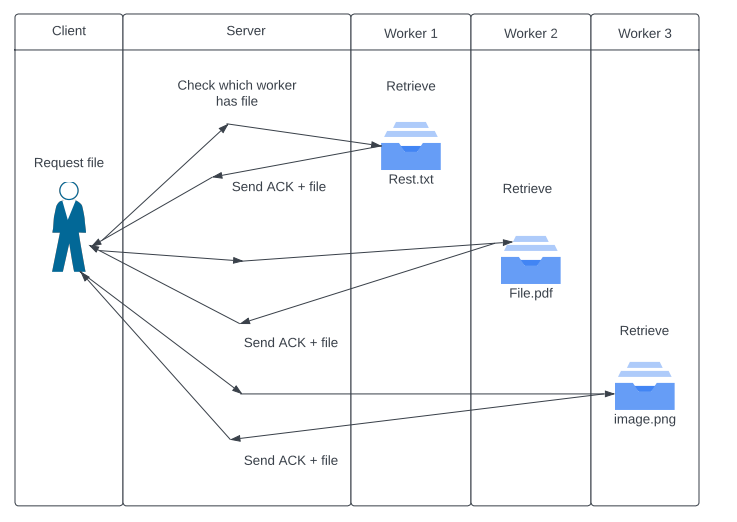 Client
Server
Worker 1
Worker 2
Worker 3
Check which worker
has file
Retrieve
Request file
Rest.txt
Send ACK + file
Retrieve
File.pdf
Send ACK + file
Retrieve
image.png
Send ACK + file